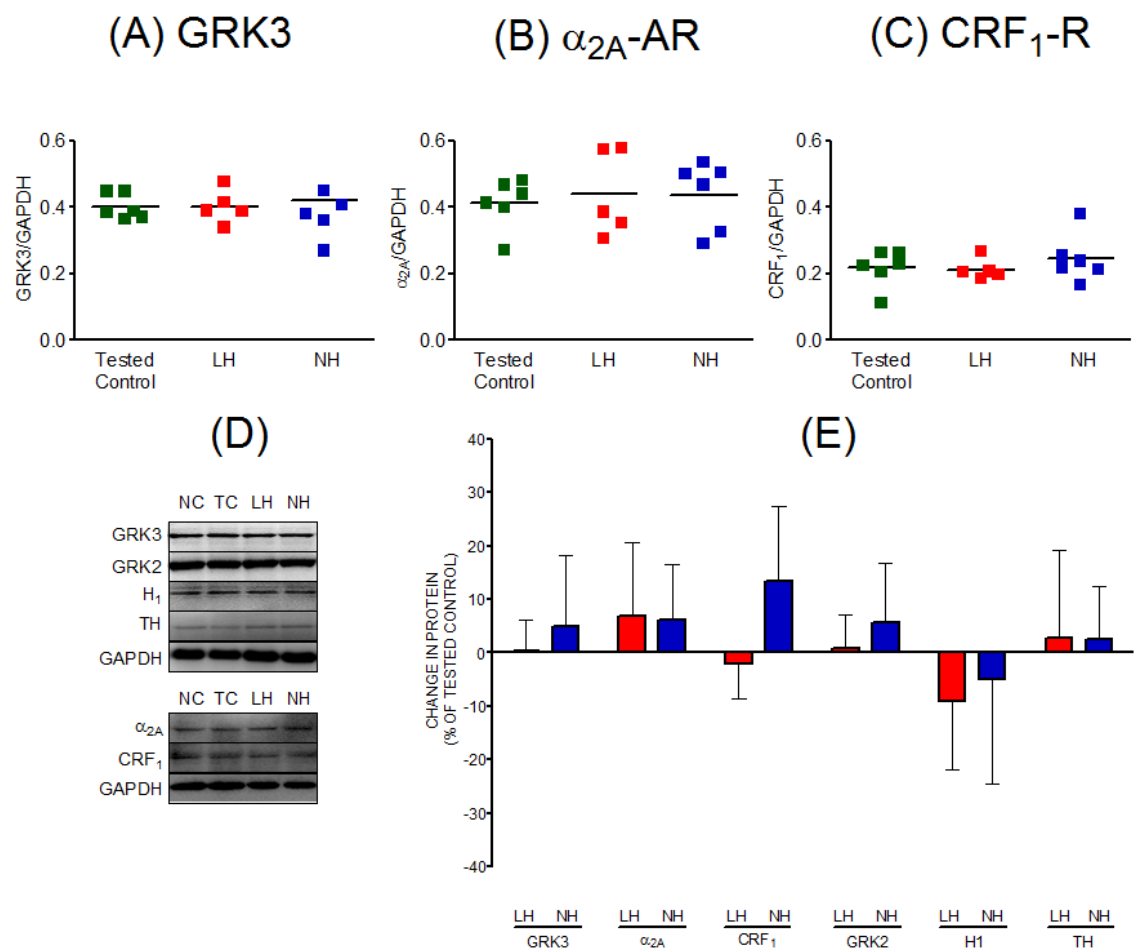 (A) GRK3
(B) α2A-AR
(C) CRF1-R
GRK3/GAPDH
0.6
0.4
0.2
0.0
Tested
Control
LH
NH
α2A/GAPDH
0.6
0.4
0.2
0.0
Tested
Control
LH
NH
CRF1/GAPDH
0.6
0.4
0.2
0.0
Tested
Control
LH
NH
(D)
NC TC LH NH
GRK3
GRK2
H1
TH
GAPDH
NC TC LH NH
α2A
CRF1
GAPDH
(E)
CHANGE IN PROTEIN
(% OF TESTED CONTROL)
40
30
20
10
0
-10
-20
-30
-40
LH NH LH NH LH NH LH NH LH NH LH NH
GRK3 α2A CRF1 GRK2 H1 TH